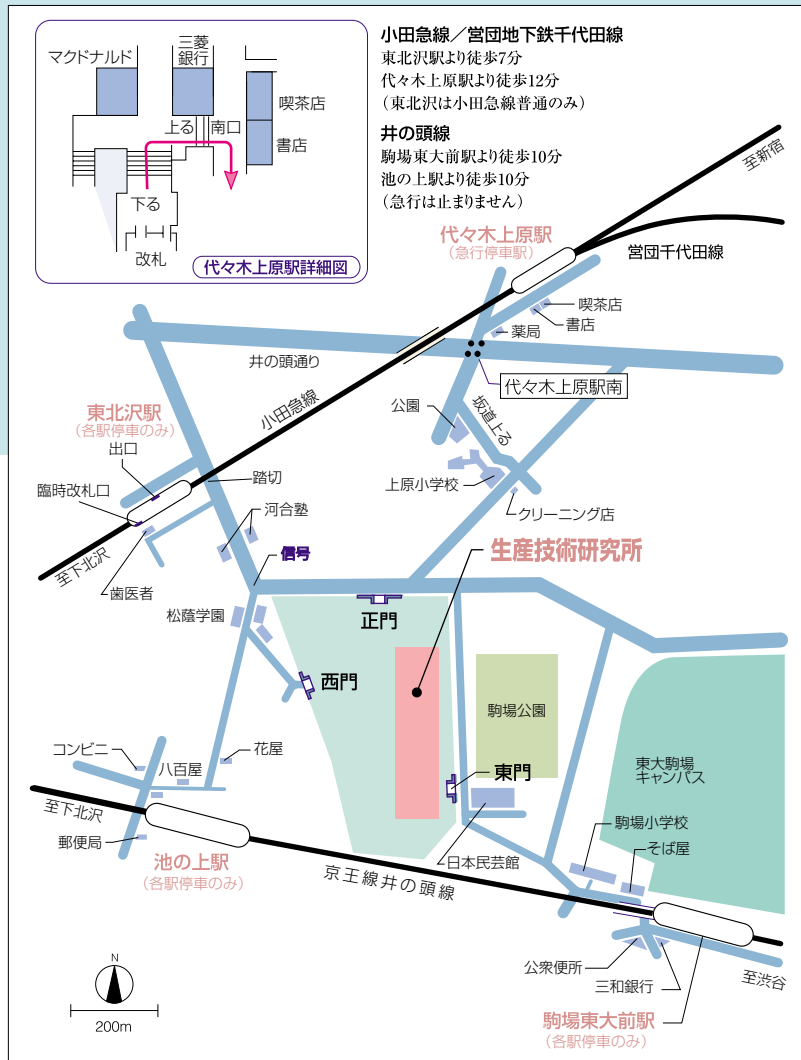 小田急線／営団地下鉄千代田線
東北沢駅より徒歩7分
代々木上原駅より徒歩12分
（東北沢は小田急線普通のみ）
井の頭線
駒場東大前駅より徒歩10分
池の上駅より徒歩10分
（急行は止まりません）
マクドナルド
三菱
銀行
喫茶店
上る
南口
書店
下る
改札
代々木上原駅詳細図
至新宿
代々木上原駅
（急行停車駅）
営団千代田線
喫茶店
書店
薬局
井の頭通り
代々木上原駅南
小田急線
東北沢駅
（各駅停車のみ）
出口
公園
坂道上る
臨時改札口
踏切
上原小学校
河合塾
クリーニング店
至下北沢
歯医者
信号
生産技術研究所
松蔭学園
正門
西門
駒場公園
コンビニ
花屋
八百屋
東門
東大駒場
キャンパス
至下北沢
郵便局
池の上駅
（各駅停車のみ）
日本民芸館
駒場小学校
そば屋
京王線井の頭線
N
200m
公衆便所
三和銀行
至渋谷
駒場東大前駅
（各駅停車のみ）